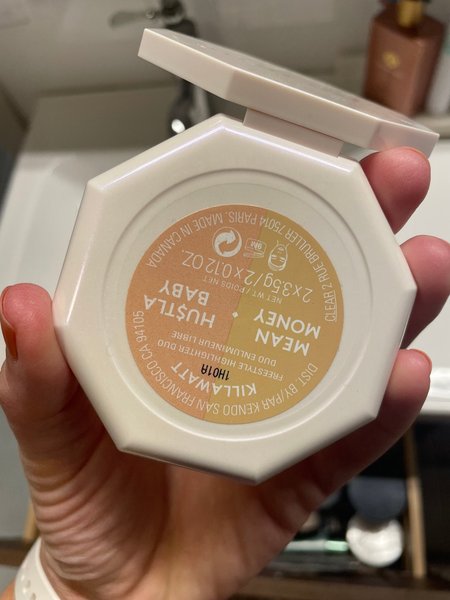 KILLAWATT
FREESTYLE HIGHLIGHTER DUO
DUO ENLUMINEUR LIBRE
1H01A
MEAN
MONEY
HU$TLA
BABY
NET WT./POIDS NET
2 x 3.5g/2 x 0.12 OZ
DIST. BY/PAR KENDO SAN FRANCISCO CA 94105
CLEAR 2 RUE BRULLER 75014 PARIS. MADE IN CANADA